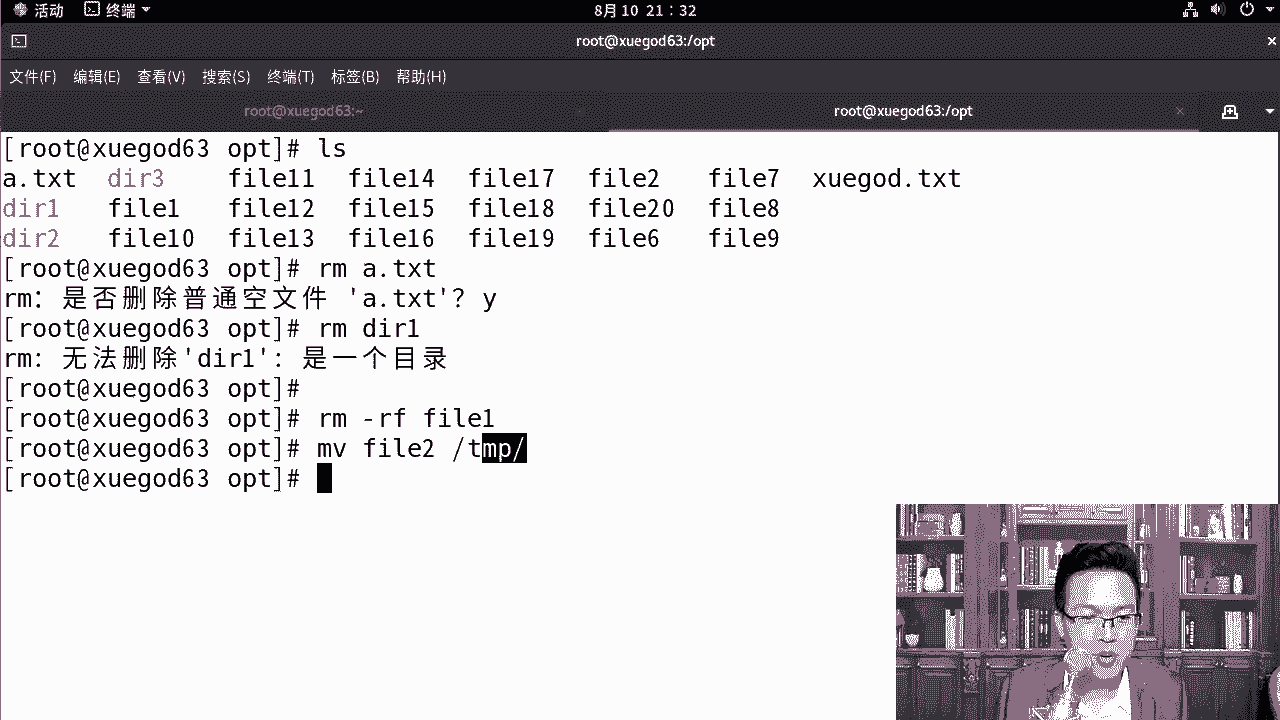 活动 终端 8月10 21：32
root@xuegod63:/opt
文件(F) 编辑(E) 查看(V) 搜索(S) 终端(T) 标签(B) 帮助(H)
root@xuegod63:~ root@xuegod63:/opt
[root@xuegod63 opt]# ls
a.txt dir3 file11 file14 file17 file2 file7 xuegod.txt
dir1 file1 file12 file15 file18 file20 file8
dir2 file10 file13 file16 file19 file6 file9
[root@xuegod63 opt]# rm a.txt
rm：是否删除普通空文件 'a.txt'？y
[root@xuegod63 opt]# rm dir1
rm: 无法删除'dir1': 是一个目录
[root@xuegod63 opt]#
[root@xuegod63 opt]# rm -rf file1
[root@xuegod63 opt]# mv file2 /tmp/
[root@xuegod63 opt]#